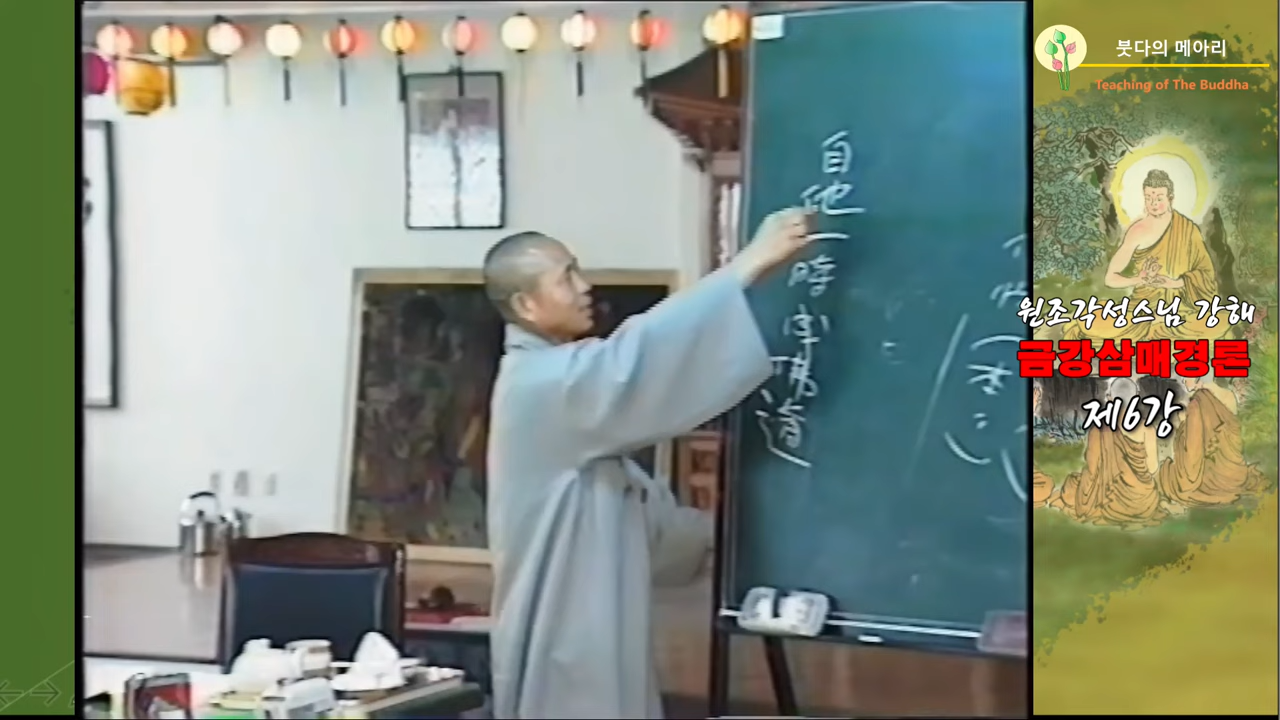 붓다의 메아리
Teaching of The Buddha
自他一時成佛道
원조각성스님 강해
금강삼매경론
제6강